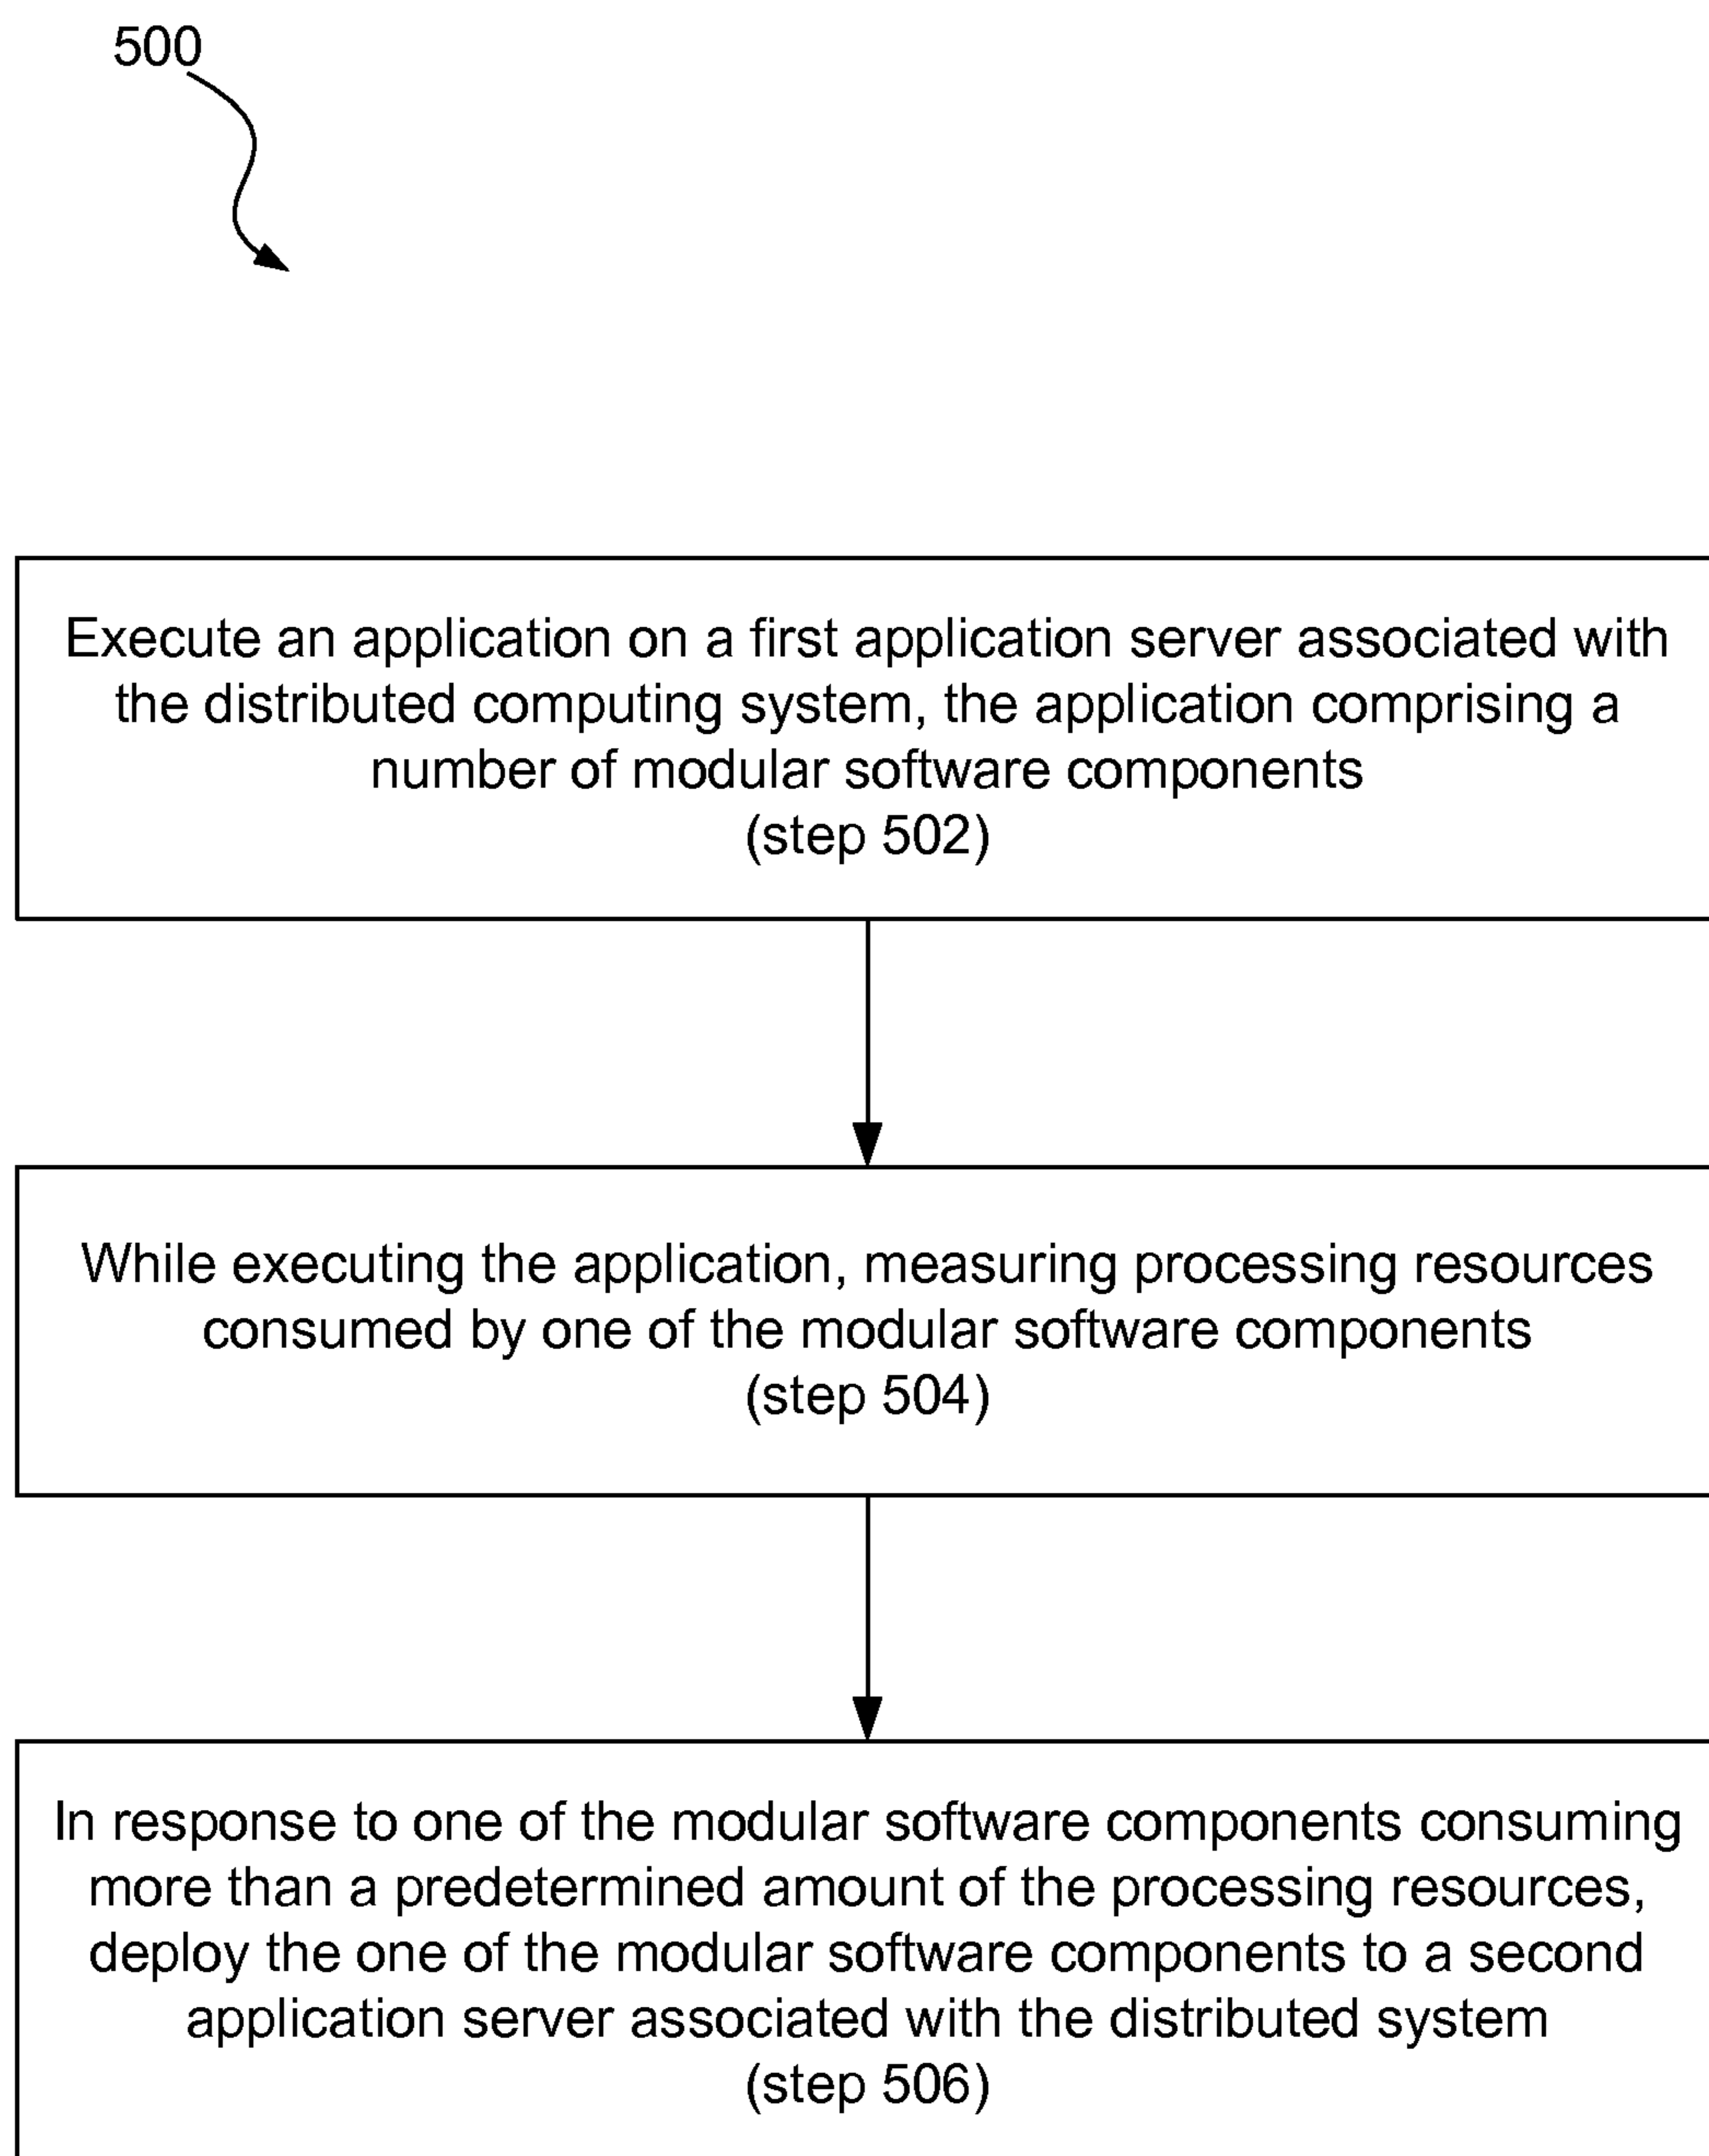 500
Execute an application on a first application server associated with
the distributed computing system, the application comprising a
number of modular software components
(step 502)
While executing the application, measuring processing resources
consumed by one of the modular software components
(step 504)
In response to one of the modular software components consuming
more than a predetermined amount of the processing resources,
deploy the one of the modular software components to a second
application server associated with the distributed system
(step 506)